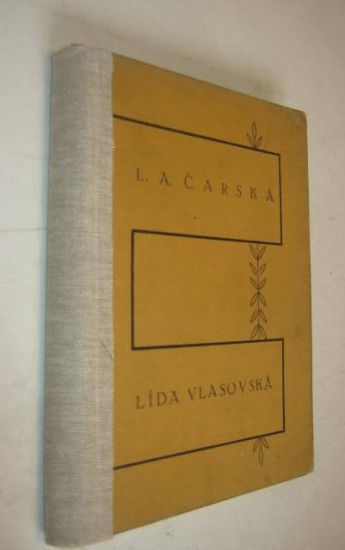 L. A. ČARSKÁ
LÍDA VLASOVSKÁ